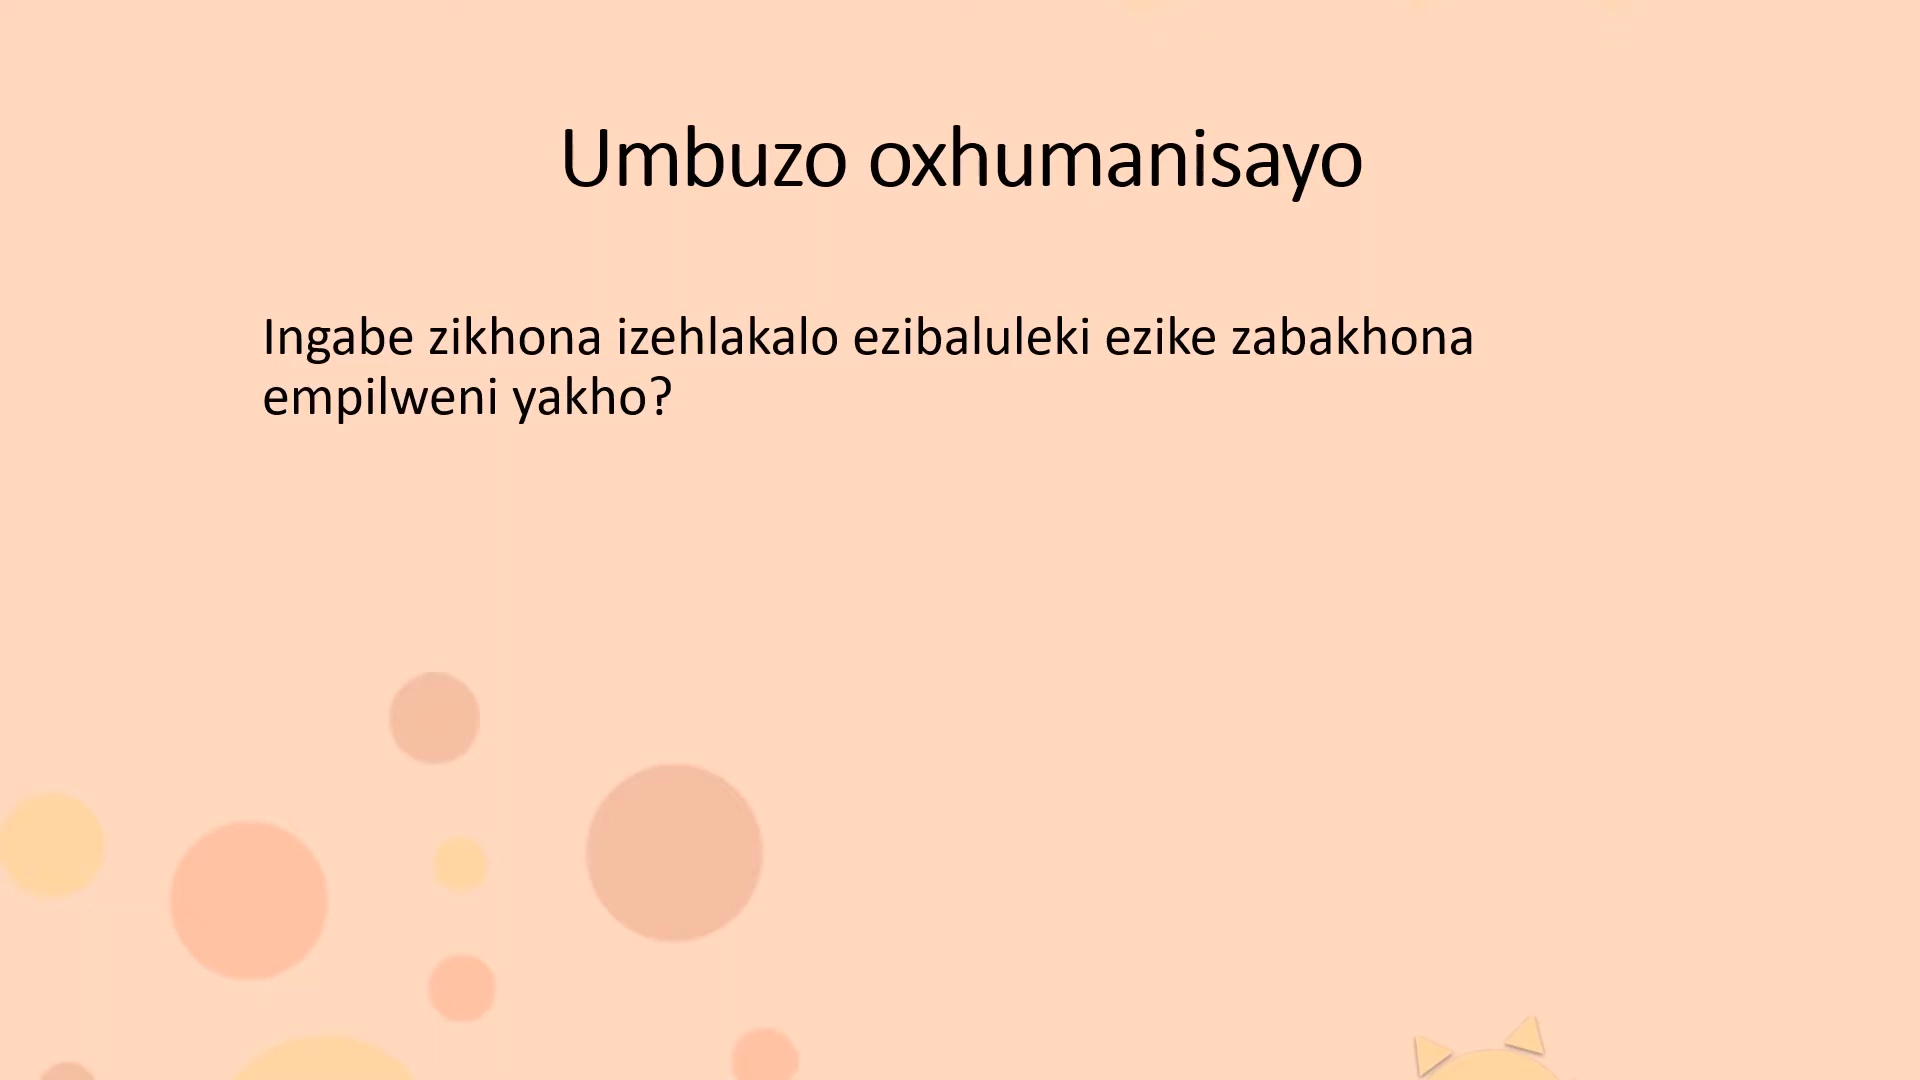 Umbuzo oxhumanisayo
Ingabe zikhona izehlakalo ezibaluleki ezike zabakhona
empilweni yakho?